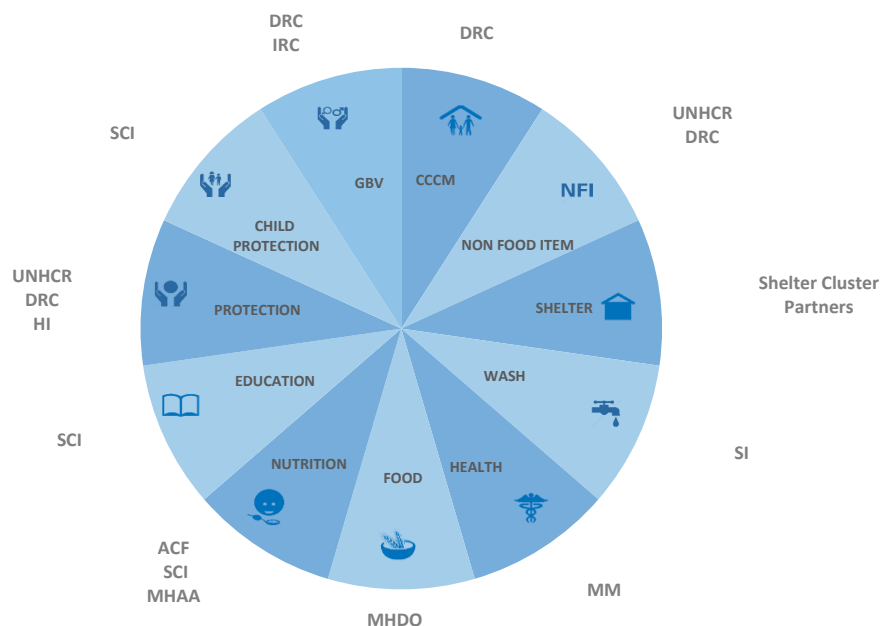 DRC
IRC
DRC
UNHCR
DRC
SCI
GBV
CCCM
NFI
CHILD
PROTECTION
NON FOOD ITEM
UNHCR
DRC
HI
PROTECTION
SHELTER
Shelter Cluster
Partners
EDUCATION
WASH
SCI
SI
NUTRITION
FOOD
HEALTH
ACF
SCI
MHAA
MHDO
MM